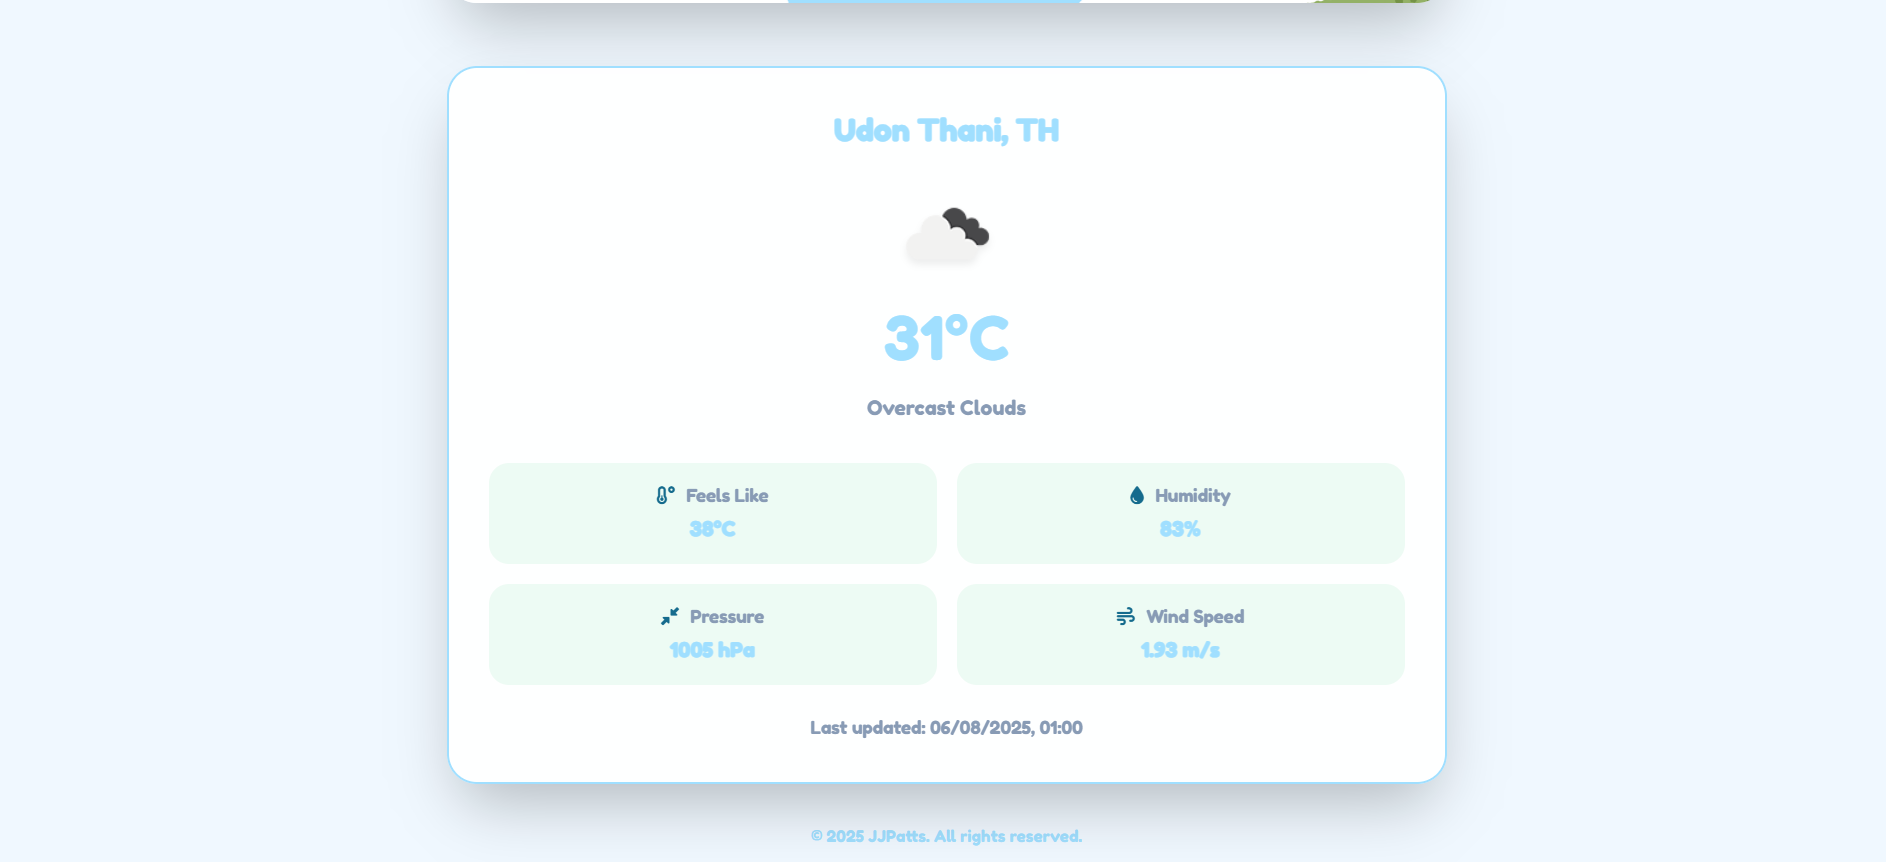 Udon Thani, TH
31°C
Overcast Clouds
Feels Like
38°C
Humidity
83%
Pressure
1005 hPa
Wind Speed
1.93 m/s
Last updated: 06/08/2025, 01:00
© 2025 JJPatts. All rights reserved.